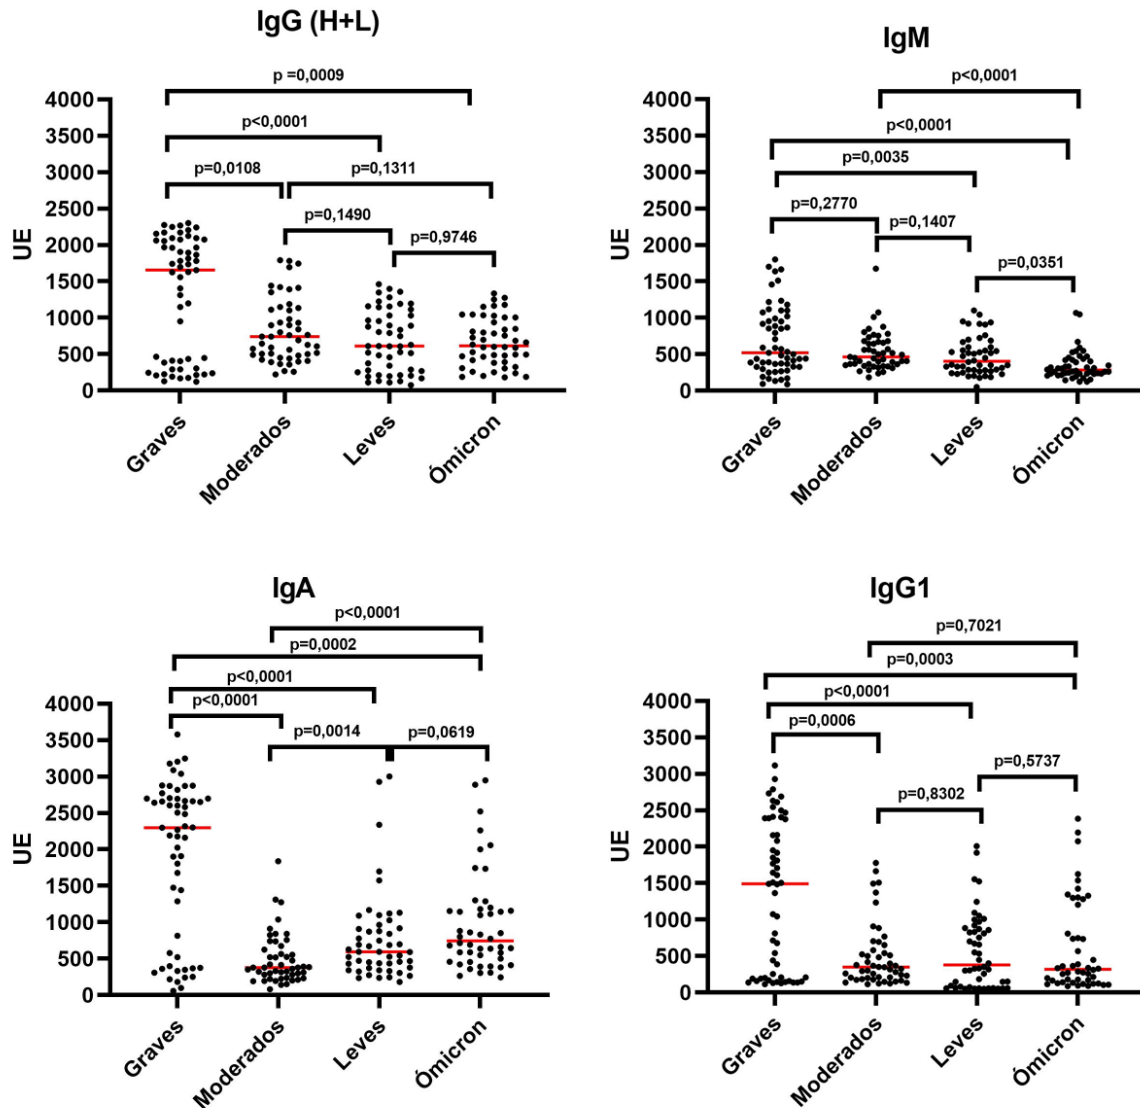 IgG (H+L)
p =0,0009
p<0,0001
p=0,0108
p=0,1311
p=0,1490
p=0,9746
UE
4000
3500
3000
2500
2000
1500
1000
500
0
Graves
Moderados
Leves
Ómicron
IgM
p<0,0001
p<0,0001
p=0,0035
p=0,2770
p=0,1407
p=0,0351
UE
4000
3500
3000
2500
2000
1500
1000
500
0
Graves
Moderados
Leves
Ómicron
IgA
p<0,0001
p=0,0002
p<0,0001
p<0,0001
p=0,0014
p=0,0619
UE
4000
3500
3000
2500
2000
1500
1000
500
0
Graves
Moderados
Leves
Ómicron
IgG1
p=0,7021
p=0,0003
p<0,0001
p=0,0006
p=0,5737
p=0,8302
UE
4000
3500
3000
2500
2000
1500
1000
500
0
Graves
Moderados
Leves
Ómicron